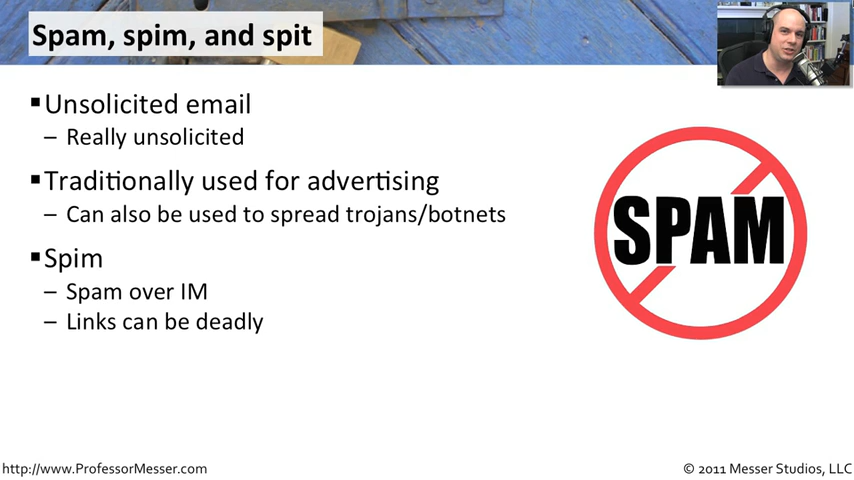 Spam, spim, and spit
▪Unsolicited email
– Really unsolicited
▪Traditionally used for advertising
– Can also be used to spread trojans/botnets
▪Spim
– Spam over IM
– Links can be deadly
SPAM
http://www.ProfessorMesser.com
© 2011 Messer Studios, LLC